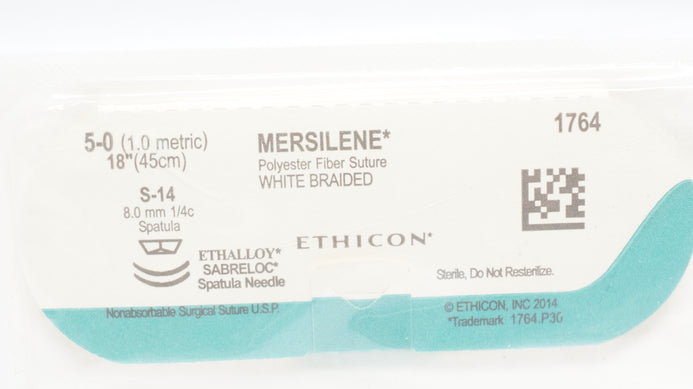 5-0 (1.0 metric)
18"(45cm)
S-14
8.0 mm 1/4c
Spatula
ETHALLOY*
SABRELOC*
Spatula Needle
Nonabsorbable Surgical Suture U.S.P.
MERSILENE*
Polyester Fiber Suture
WHITE BRAIDED
ETHICON*
1764
Sterile, Do Not Resterilize.
© ETHICON, INC 2014
*Trademark 1764.P30